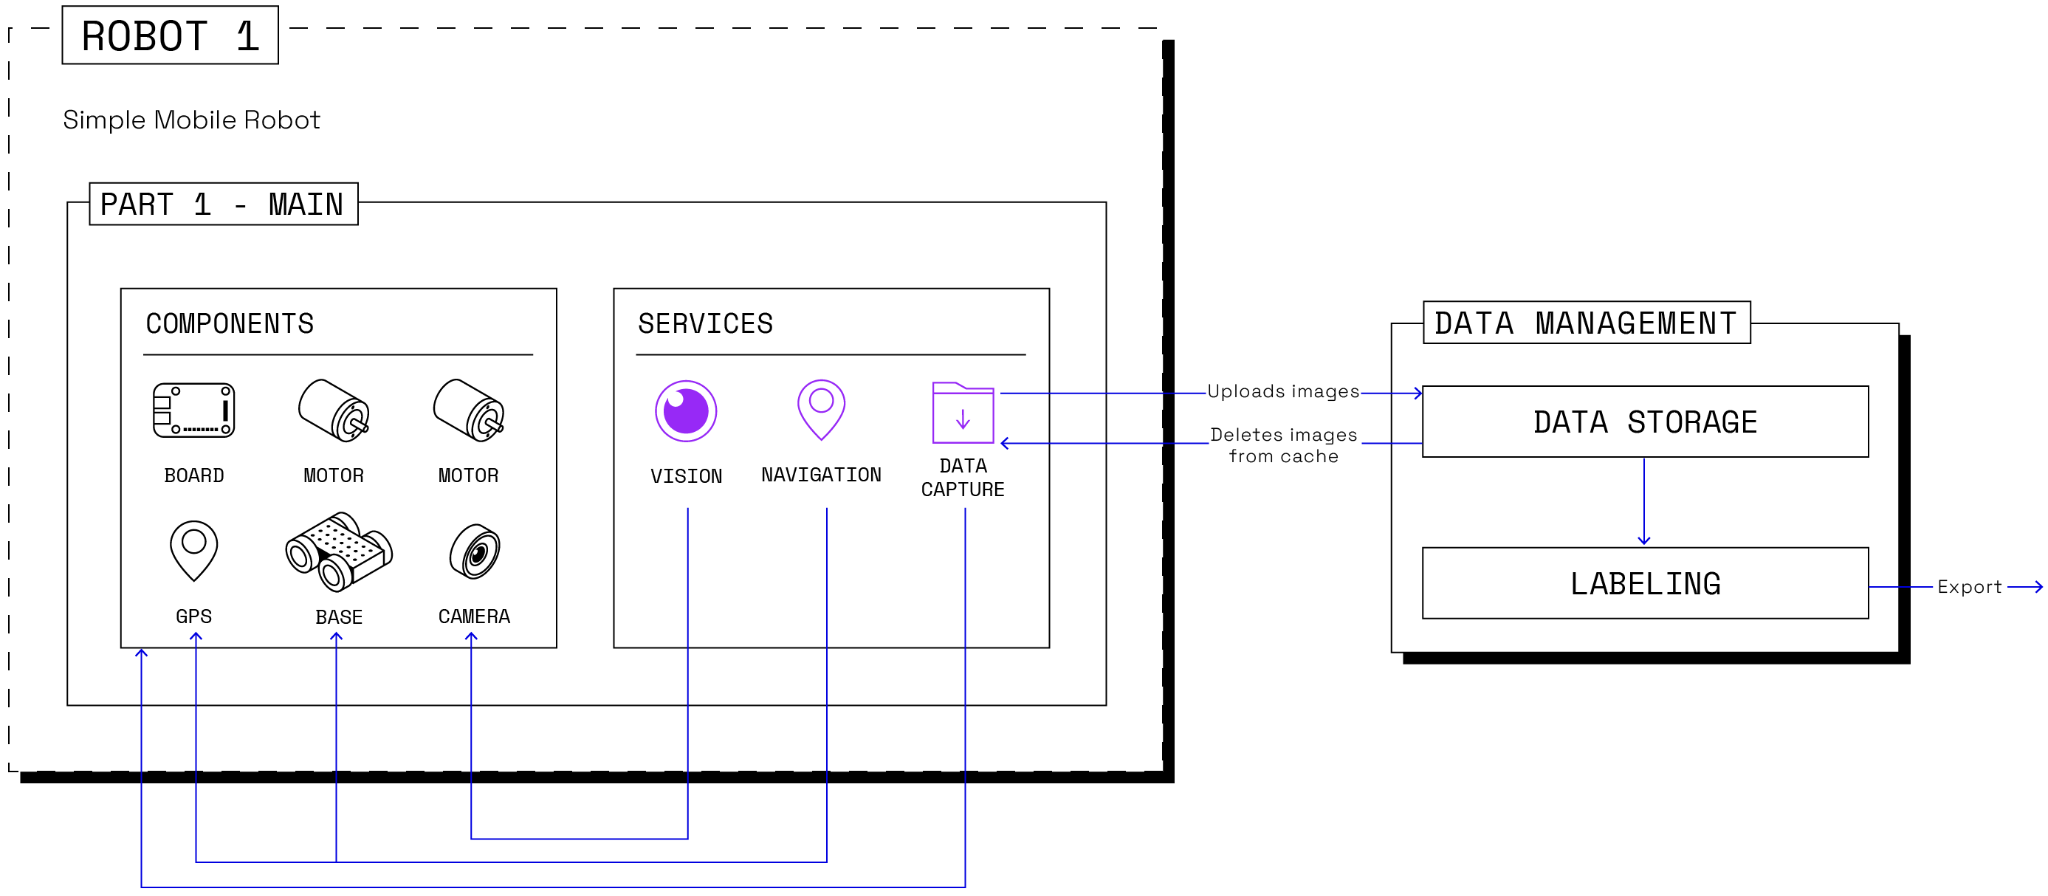 ROBOT 1
Simple Mobile Robot
PART 1 - MAIN
COMPONENTS
BOARD
MOTOR
MOTOR
GPS
BASE
CAMERA
SERVICES
VISION
NAVIGATION
DATA
CAPTURE
Uploads images
Deletes images
from cache
DATA MANAGEMENT
DATA STORAGE
LABELING
Export